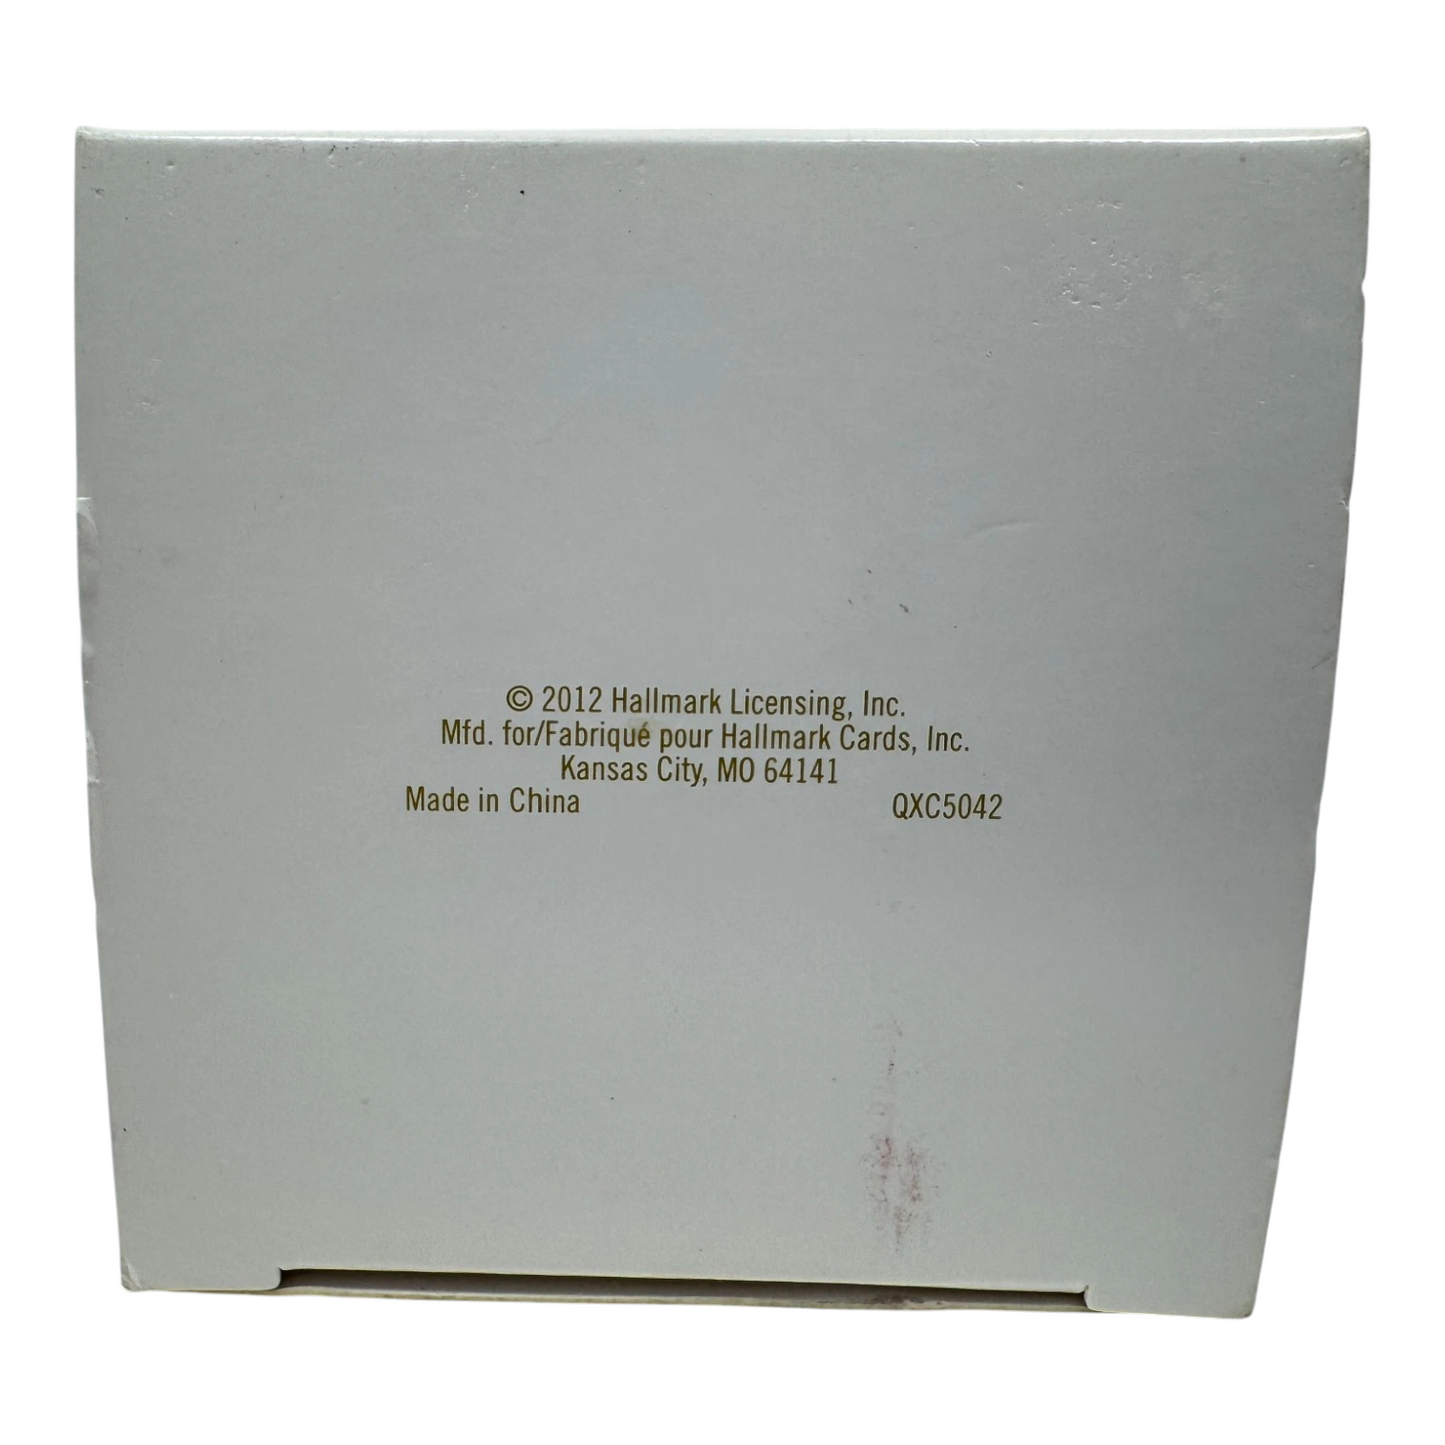 © 2012 Hallmark Licensing, Inc.
Mfd. for/Fabriqué pour Hallmark Cards, Inc.
Kansas City, MO 64141
Made in China QXC5042